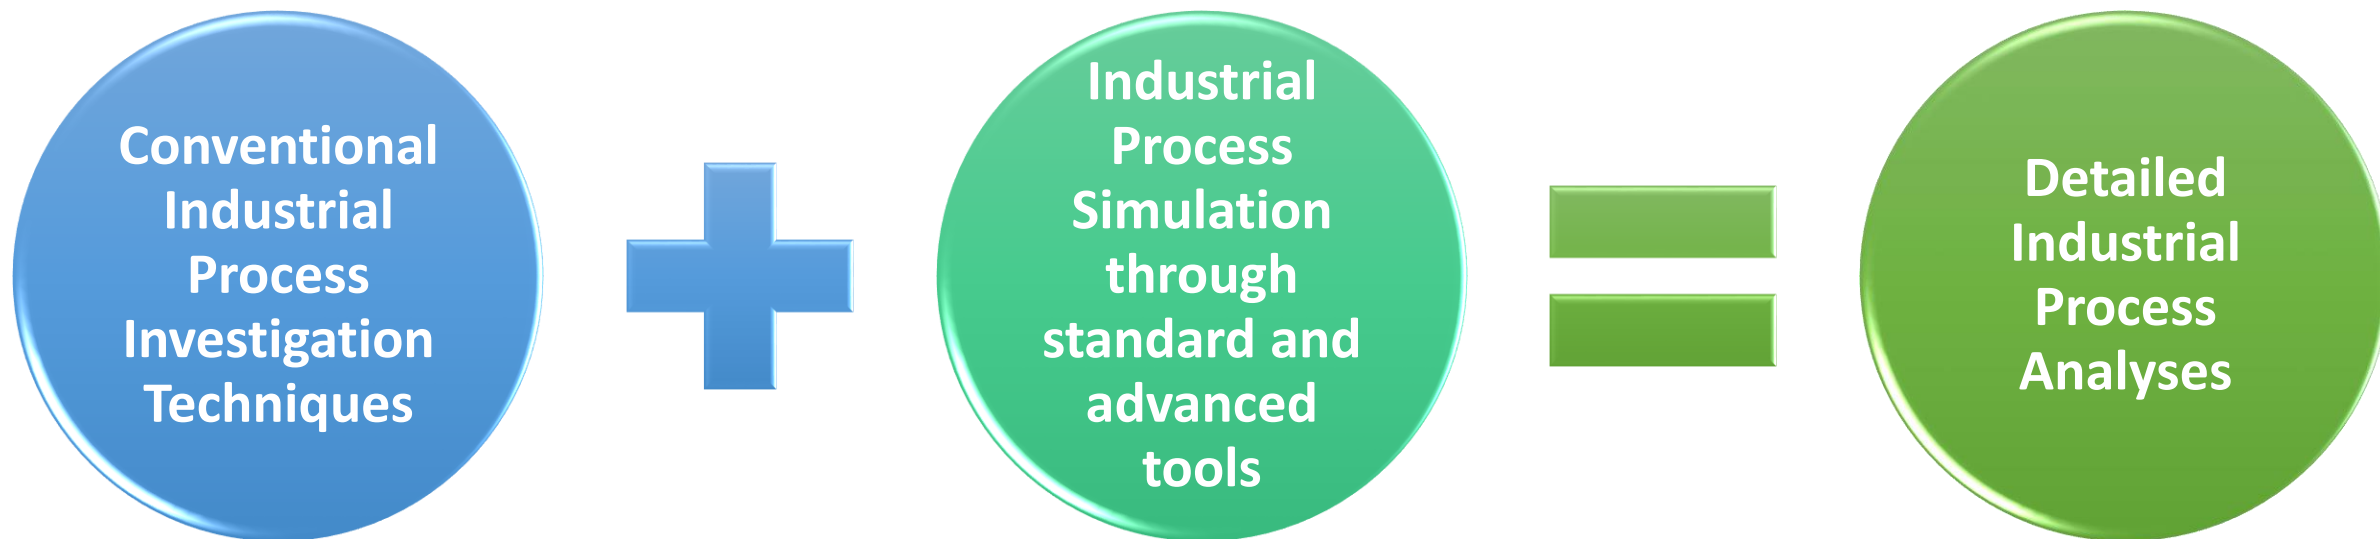 Conventional
Industrial
Process
Investigation
Techniques
Industrial
Process
Simulation
through
standard and
advanced
tools
Detailed
Industrial
Process
Analyses